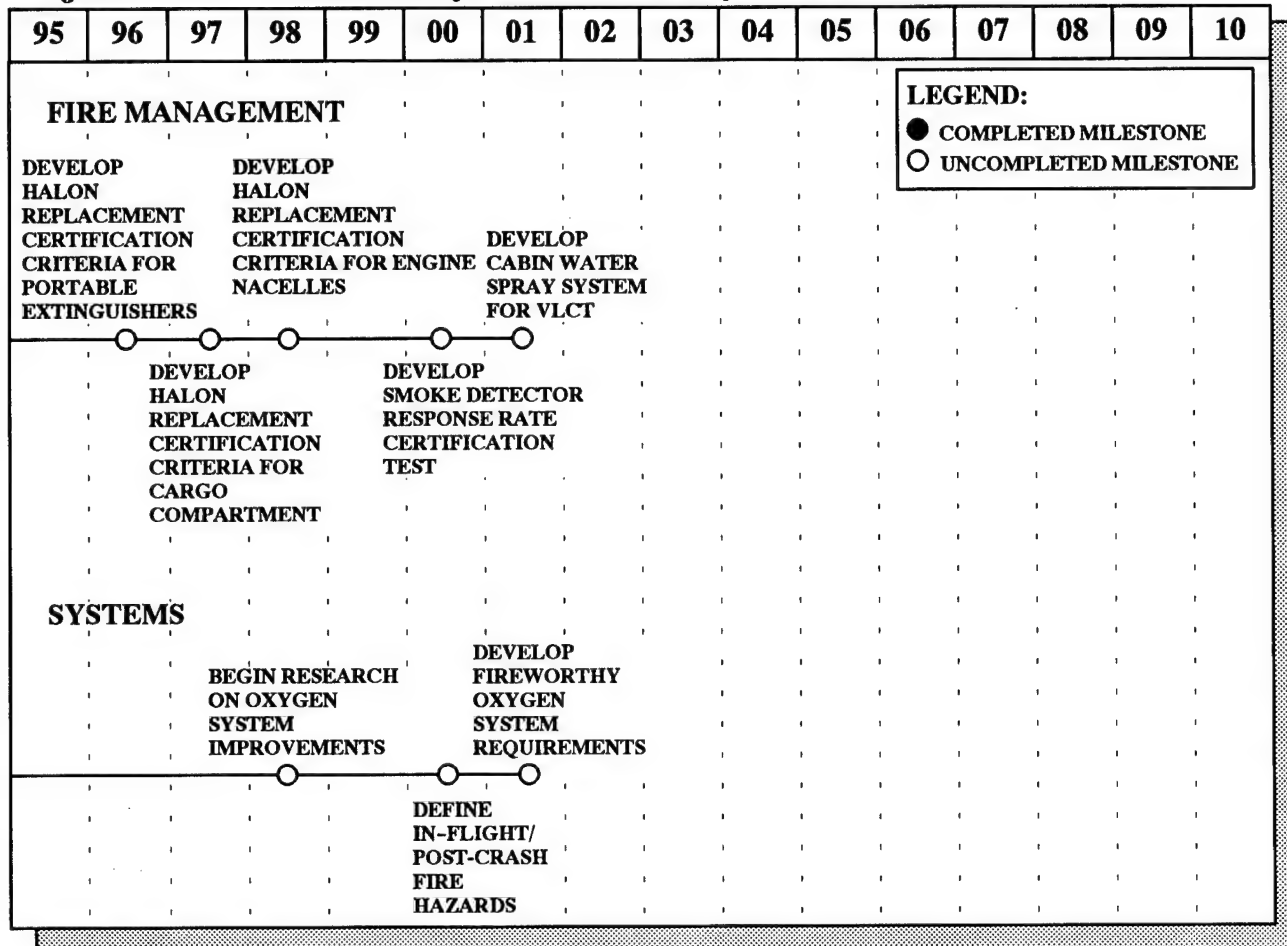 95 96 97 98 99 00 01 02 03 04 05 06 07 08 09 10
LEGEND:
COMPLETED MILESTONE
UNCOMPLETED MILESTONE
FIRE MANAGEMENT
DEVELOP
HALON
REPLACEMENT
CERTIFICATION
CRITERIA FOR
PORTABLE
EXTINGUISHERS
DEVELOP
HALON
REPLACEMENT
CERTIFICATION
CRITERIA FOR ENGINE
NACELLES
DEVELOP
CABIN WATER
SPRAY SYSTEM
FOR VLCT
DEVELOP
HALON
REPLACEMENT
CERTIFICATION
CRITERIA FOR
CARGO
COMPARTMENT
DEVELOP
SMOKE DETECTOR
RESPONSE RATE
CERTIFICATION
TEST
SYSTEMS
BEGIN RESEARCH
ON OXYGEN
SYSTEM
IMPROVEMENTS
DEVELOP
FIREWORTHY
OXYGEN
SYSTEM
REQUIREMENTS
DEFINE
IN-FLIGHT/
POST-CRASH
FIRE
HAZARDS